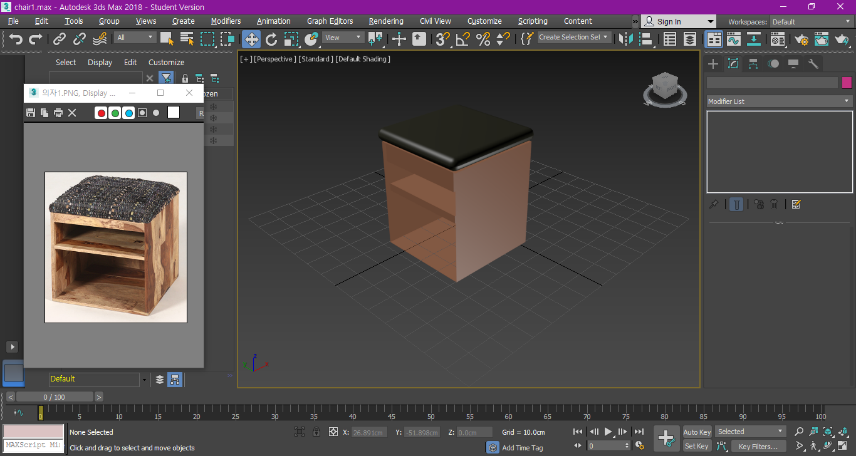 chair1.max - Autodesk 3ds Max 2018 - Student Version
File Edit Tools Group Views Create Modifiers Animation Graph Editors Rendering Civil View Customize Scripting Content
Sign In
Workspaces: Default
All
View
Create Selection Set
Select Display Edit Customize
ozen
의자1.PNG, Display ...
R
[+] [Perspective] [Standard] [Default Shading]
Modifier List
Default
0 / 100
0 5 10 15 20 25 30 35 40 45 50 55 60 65 70 75 80 85 90 95 100
None Selected
X:
Y:
Z: 0.0cm
Grid = 10.0cm
Auto Key
Selected
MAXScript Mi
Click and drag to select and move objects
Add Time Tag
0
Set Key
Key Filters...